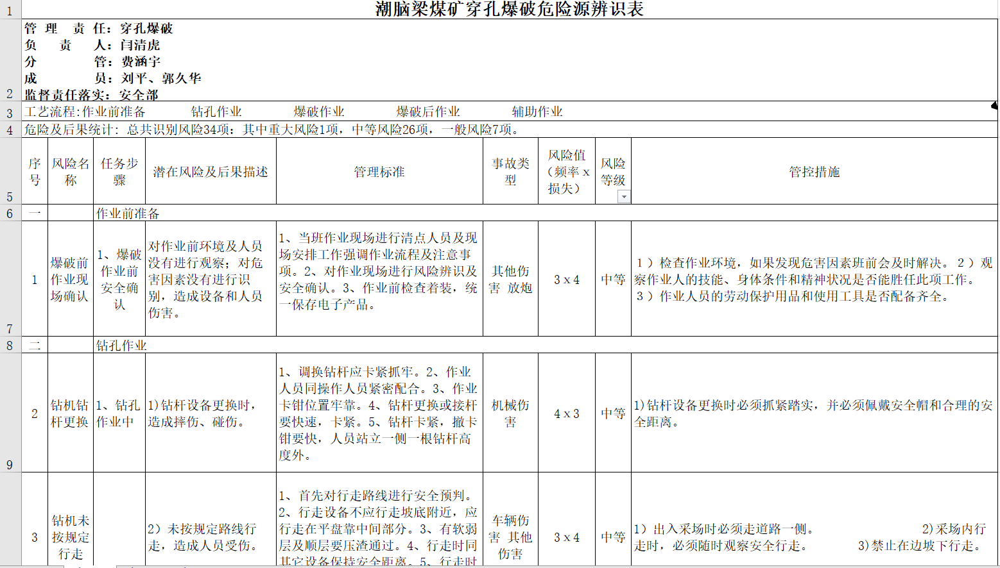 潮脑梁煤矿穿孔爆破危险源辨识表
管 理 责 任：穿孔爆破
负 责 人：闫清虎
分 管：费涵宇
成 员：刘平、郭久华
监督责任落实：安全部
工艺流程:作业前准备 钻孔作业 爆破作业 爆破后作业 辅助作业
危险及后果统计: 总共识别风险34项：其中重大风险1项，中等风险26项，一般风险7项。
序号 风险名称 任务步骤 潜在风险及后果描述 管理标准 事故类型 风险值（频率ｘ损失） 风险等级 管控措施
一 作业前准备
1
爆破前
作业现
场确认
1、爆破
作业前
安全确
认
对作业前环境及人员
没有进行观察；对危
害因素没有进行识
别，造成设备和人员
伤害。
1、当班作业现场进行清点人员及现
场安排工作强调作业流程及注意事
项。2、对作业现场进行风险辨识及
安全确认。3、作业前检查着装，统
一保存电子产品。
其他伤
害 放炮
3ｘ4
中等
１）检查作业环境，如果发现危害因素班前会及时解决。２）观
察作业人的技能、身体条件和精神状况是否能胜任此项工作。
３）作业人员的劳动保护用品和使用工具是否配备齐全。
二 钻孔作业
2
钻机钻
杆更换
1、钻孔
作业中
1)钻杆设备更换时，
造成摔伤、碰伤。
1、调换钻杆应卡紧抓牢。2、作业
人员同操作人员紧密配合。3、作业
卡钳位置牢靠。4、钻杆更换或接杆
要快速，卡紧。5、钻杆卡紧，撤卡
钳要快，人员站立一侧一根钻杆高
度外。
机械伤
害
4ｘ3
中等
1)钻杆设备更换时必须抓紧踏实，并必须佩戴安全帽和合理的安
全距离。
3
钻机未
按规定
行走
2）未按规定路线行
走，造成人员受伤。
1、首先对行走路线进行安全预判。
2、行走设备不应行走坡底附近，应
行走在平盘靠中间部分。3、有软弱
层及顺层要压渣通过。4、行走时同
其它设备保持安全距离。5、行走时
车辆伤
害 其他
伤害
3ｘ4
中等
1）出入采场时必须走道路一侧。 2)采场内行
走时，必须随时观察安全行走。 3)禁止在边坡下行走。
1
2
3
4
5
6
7
8
9